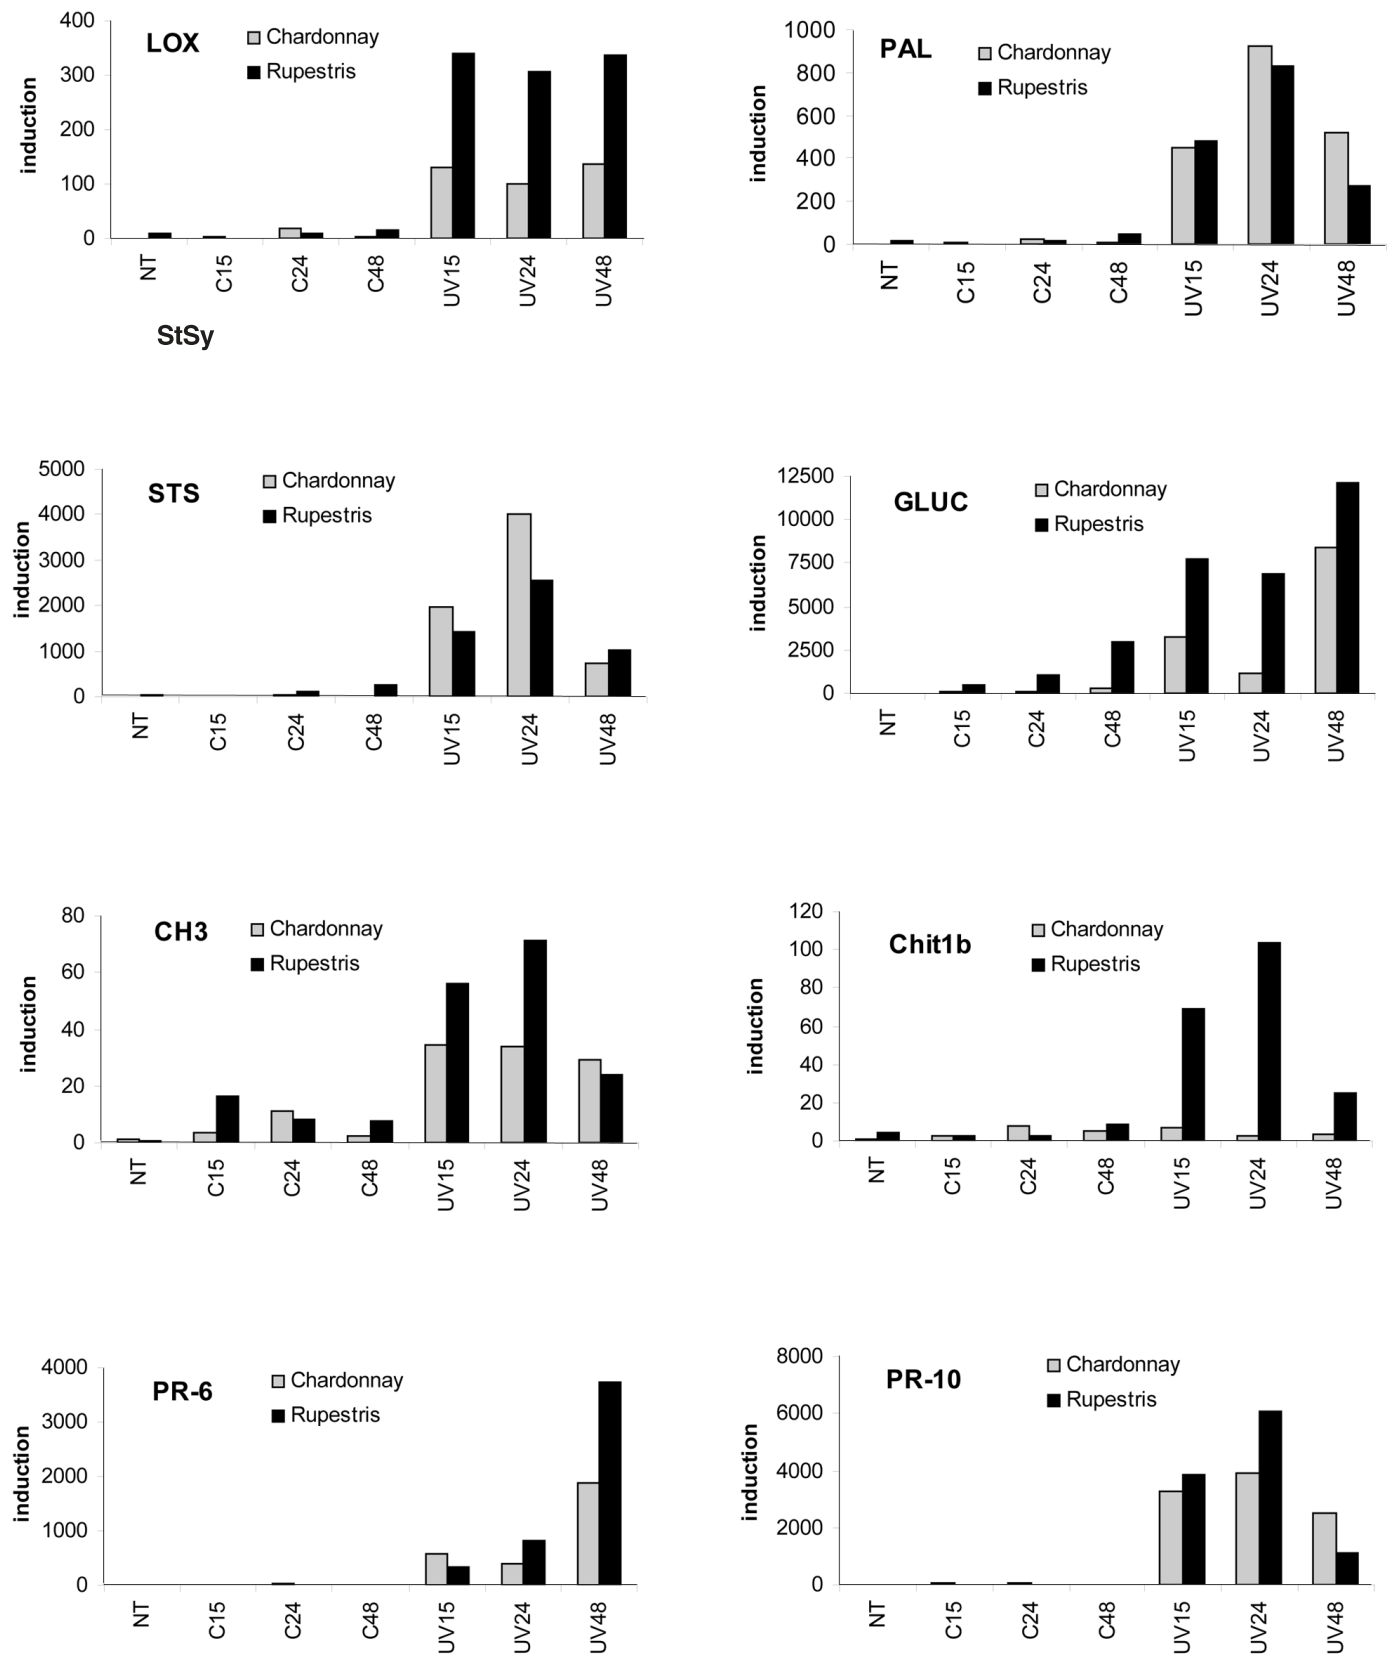 LOX
Chardonnay
Rupestris
induction
400
300
200
100
0
NT
C15
C24
C48
UV15
UV24
UV48
StSy
PAL
Chardonnay
Rupestris
induction
1000
800
600
400
200
0
NT
C15
C24
C48
UV15
UV24
UV48
STS
Chardonnay
Rupestris
induction
5000
4000
3000
2000
1000
0
NT
C15
C24
C48
UV15
UV24
UV48
GLUC
Chardonnay
Rupestris
induction
12500
10000
7500
5000
2500
0
NT
C15
C24
C48
UV15
UV24
UV48
CH3
Chardonnay
Rupestris
induction
80
60
40
20
0
NT
C15
C24
C48
UV15
UV24
UV48
Chit1b
Chardonnay
Rupestris
induction
120
100
80
60
40
20
0
NT
C15
C24
C48
UV15
UV24
UV48
PR-6
Chardonnay
Rupestris
induction
4000
3000
2000
1000
0
NT
C15
C24
C48
UV15
UV24
UV48
PR-10
Chardonnay
Rupestris
induction
8000
6000
4000
2000
0
NT
C15
C24
C48
UV15
UV24
UV48